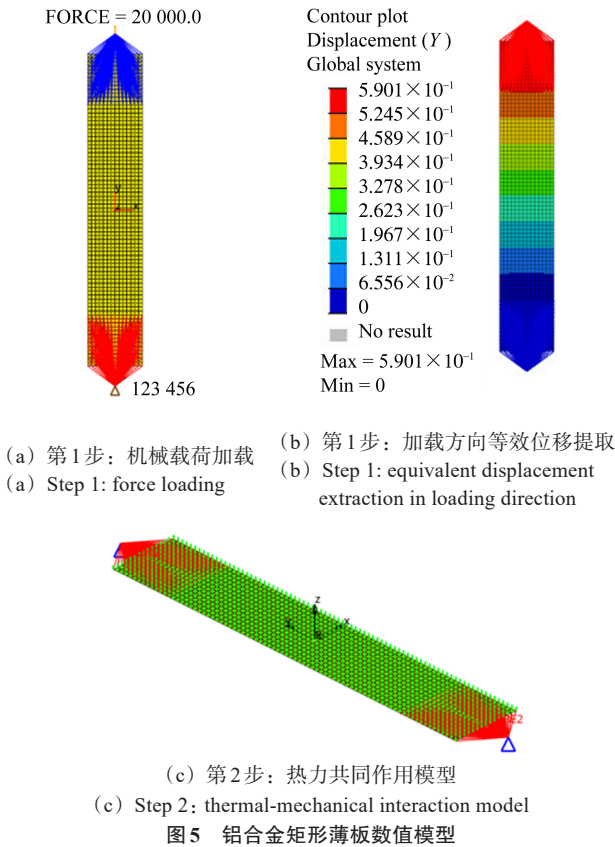 FORCE = 20 000.0
y
z
x
123 456
(a) 第1步：机械载荷加载
(a) Step 1: force loading
Contour plot
Displacement (Y)
Global system
5.901×10⁻¹
5.245×10⁻¹
4.589×10⁻¹
3.934×10⁻¹
3.278×10⁻¹
2.623×10⁻¹
1.967×10⁻¹
1.311×10⁻¹
6.556×10⁻²
0
No result
Max = 5.901×10⁻¹
Min = 0
(b) 第1步：加载方向等效位移提取
(b) Step 1: equivalent displacement
extraction in loading direction
z
x
(c) 第2步：热力共同作用模型
(c) Step 2: thermal-mechanical interaction model
图5 铝合金矩形薄板数值模型